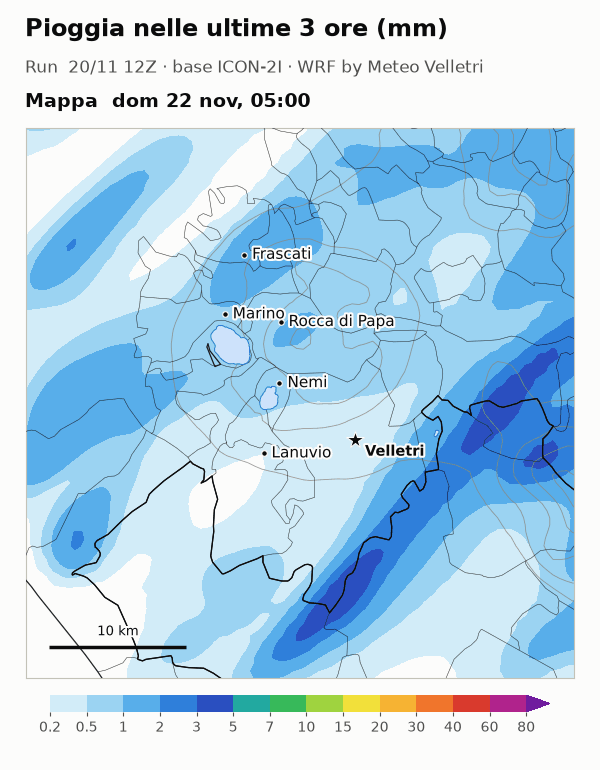 Pioggia nelle ultime 3 ore (mm)
Run  20/11 12Z · base ICON-2I · WRF by Meteo Velletri
Mappa  dom 22 nov, 05:00
Frascati
Marino
Rocca di Papa
Nemi
Velletri
Lanuvio
10 km
0.2 0.5 1 2 3 5 7 10 15 20 30 40 60 80